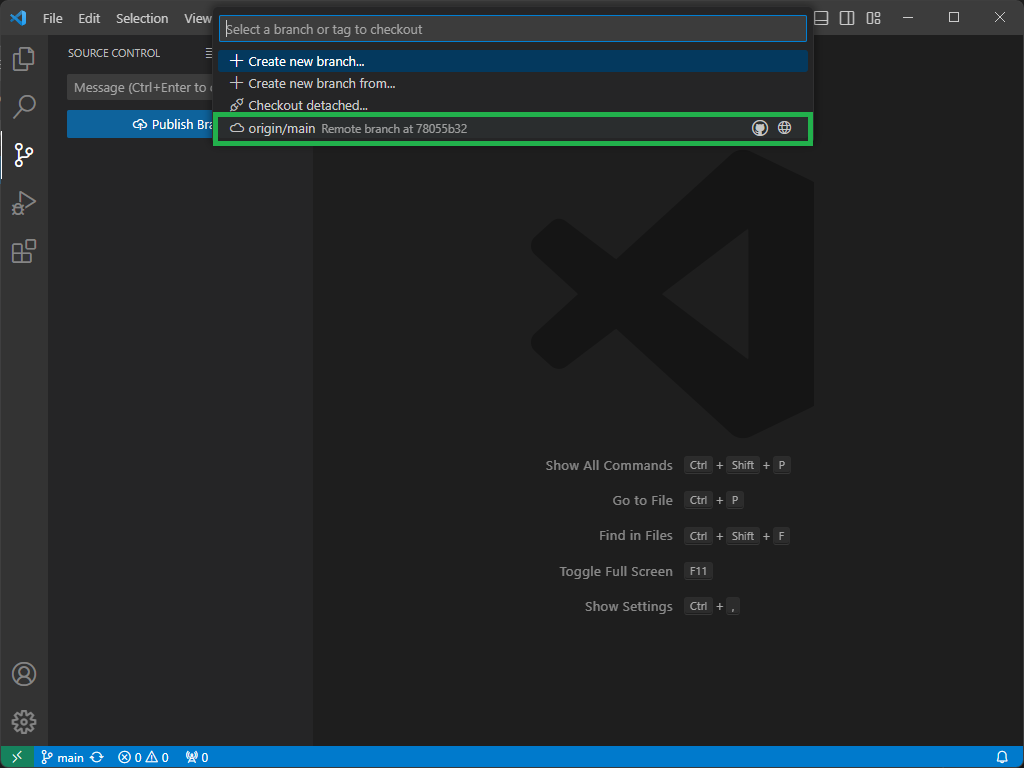 File Edit Selection View
Select a branch or tag to checkout
SOURCE CONTROL
Create new branch...
Create new branch from...
Message (Ctrl+Enter to
Checkout detached...
Publish Bra
origin/main Remote branch at 78055b32
Show All Commands Ctrl + Shift + P
Go to File Ctrl + P
Find in Files Ctrl + Shift + F
Toggle Full Screen F11
Show Settings Ctrl + ,
main 0 0 0